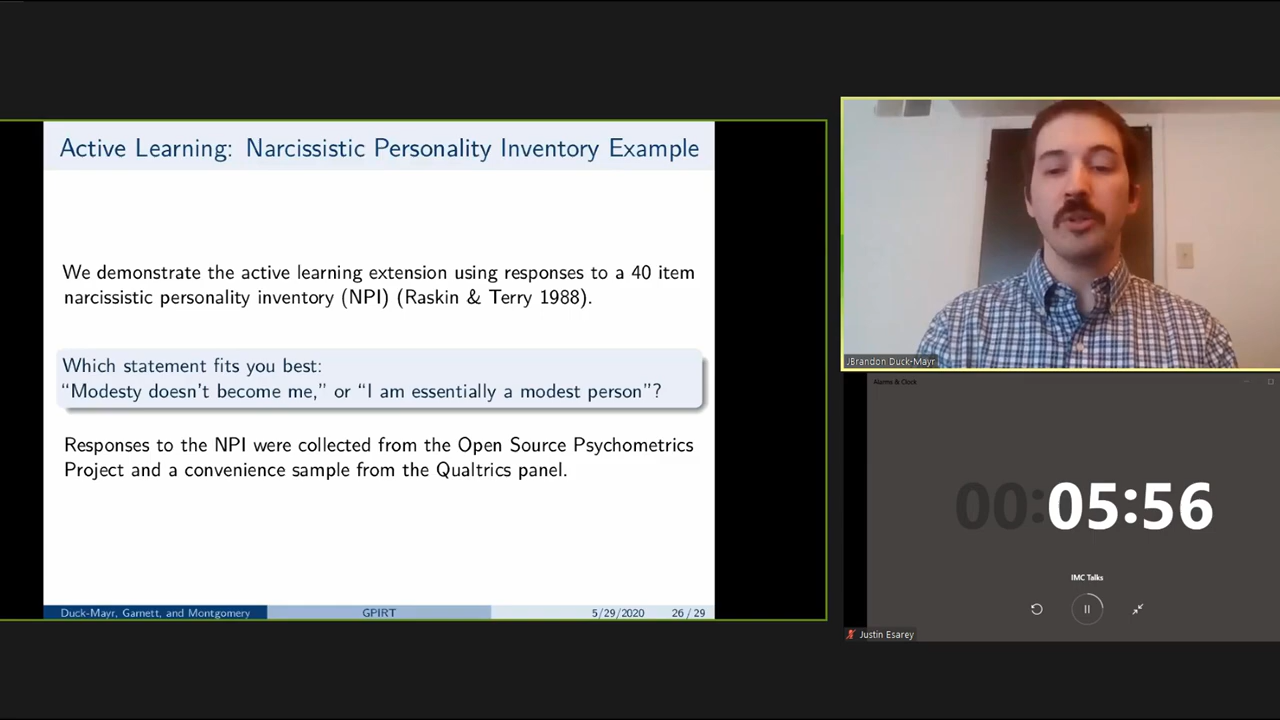 Active Learning: Narcissistic Personality Inventory Example
We demonstrate the active learning extension using responses to a 40 item
narcissistic personality inventory (NPI) (Raskin & Terry 1988).
Which statement fits you best:
“Modesty doesn't become me,” or “I am essentially a modest person”?
Responses to the NPI were collected from the Open Source Psychometrics
Project and a convenience sample from the Qualtrics panel.
Duck-Mayr, Garnett, and Montgomery GPIRT 5/29/2020 26 / 29
JBrandon Duck-Mayr
Alarms & Clock
00:05:56
IMC Talks
Justin Esarey